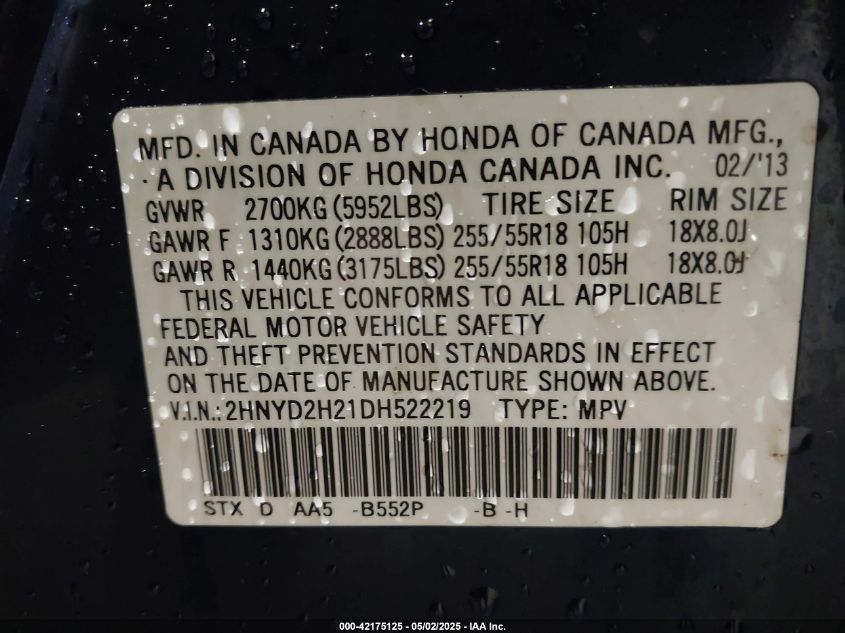 MFD. IN CANADA BY HONDA OF CANADA MFG.,
A DIVISION OF HONDA CANADA INC. 02/'13
GVWR 2700KG (5952LBS) TIRE SIZE RIM SIZE
GAWR F 1310KG (2888LBS) 255/55R18 105H 18X8.0J
GAWR R 1440KG (3175LBS) 255/55R18 105H 18X8.0J
THIS VEHICLE CONFORMS TO ALL APPLICABLE
FEDERAL MOTOR VEHICLE SAFETY
AND THEFT PREVENTION STANDARDS IN EFFECT
ON THE DATE OF MANUFACTURE SHOWN ABOVE.
V.I.N.: 2HNYD2H21DH522219 TYPE: MPV
STX D AA5 -B552P -B -H
000-42175125 - 05/02/2025 - IAA Inc.